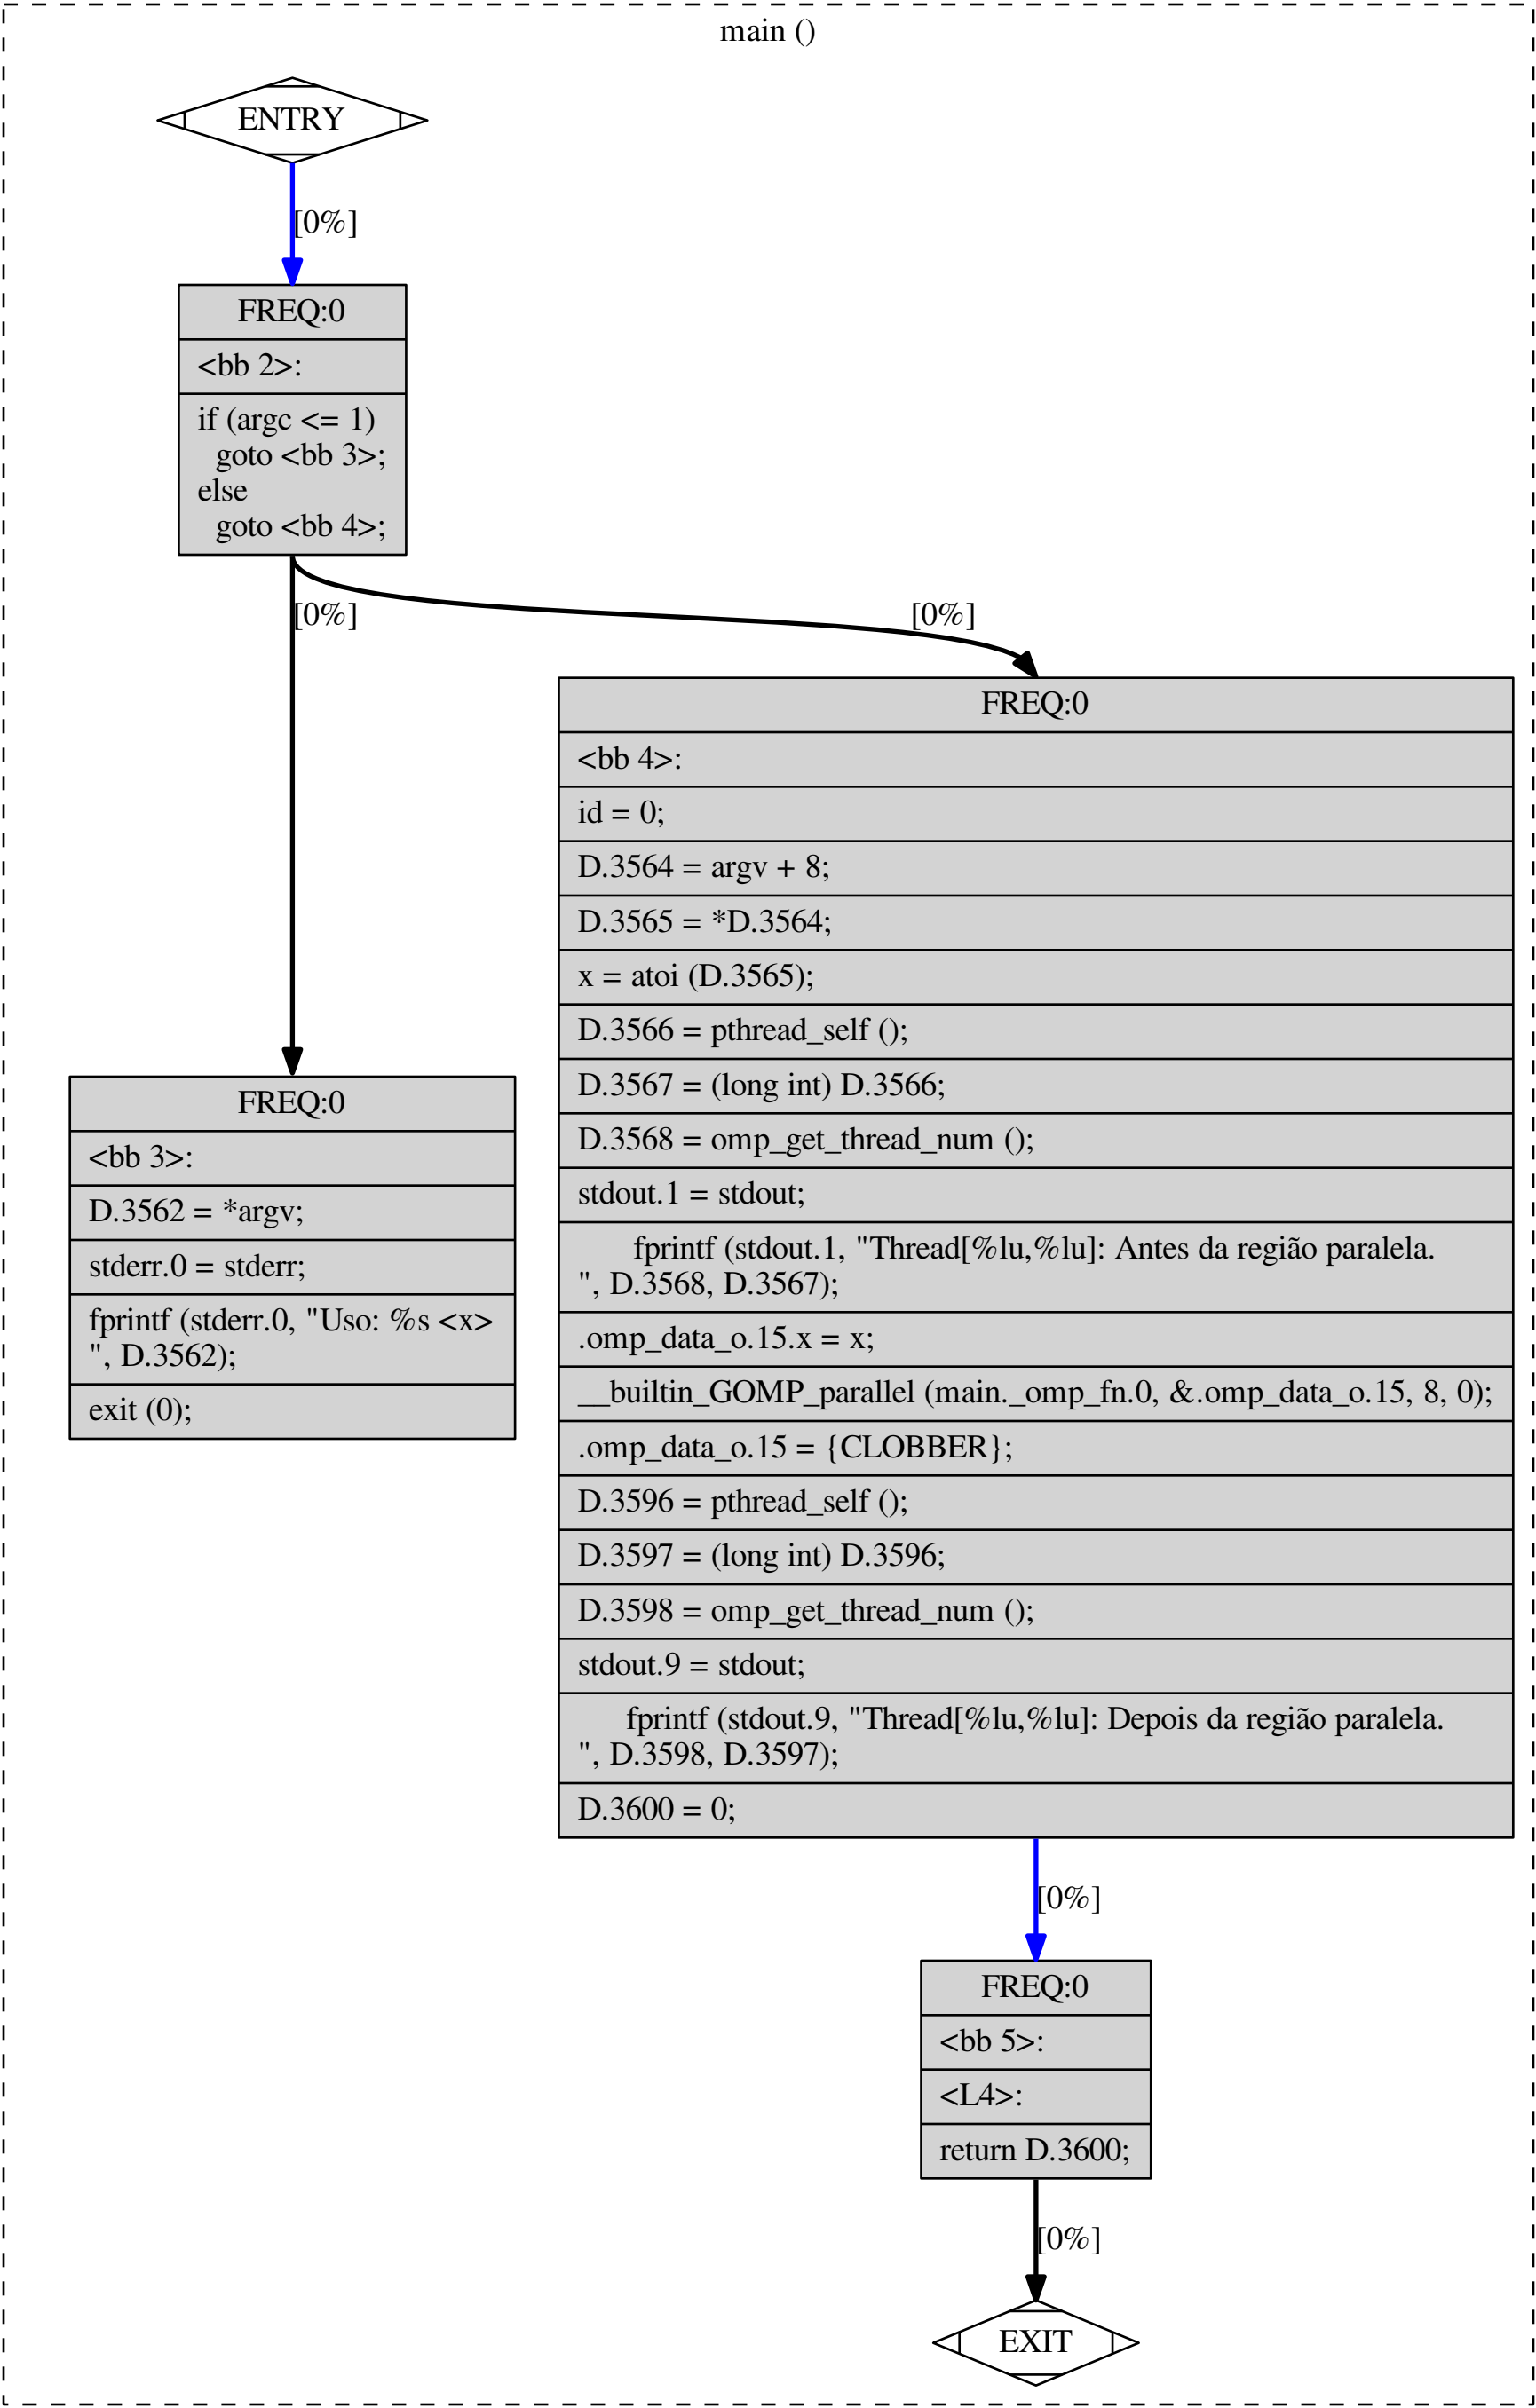 main ()
ENTRY
[0%]
FREQ:0
<bb 2>:
if (argc <= 1)
goto <bb 3>;
else
goto <bb 4>;
[0%]
[0%]
FREQ:0
<bb 4>:
id = 0;
D.3564 = argv + 8;
D.3565 = *D.3564;
x = atoi (D.3565);
D.3566 = pthread_self ();
D.3567 = (long int) D.3566;
D.3568 = omp_get_thread_num ();
stdout.1 = stdout;
fprintf (stdout.1, "Thread[%lu,%lu]: Antes da região paralela.
", D.3568, D.3567);
.omp_data_o.15.x = x;
__builtin_GOMP_parallel (main._omp_fn.0, &.omp_data_o.15, 8, 0);
.omp_data_o.15 = {CLOBBER};
D.3596 = pthread_self ();
D.3597 = (long int) D.3596;
D.3598 = omp_get_thread_num ();
stdout.9 = stdout;
fprintf (stdout.9, "Thread[%lu,%lu]: Depois da região paralela.
", D.3598, D.3597);
D.3600 = 0;
FREQ:0
<bb 3>:
D.3562 = *argv;
stderr.0 = stderr;
fprintf (stderr.0, "Uso: %s <x>
", D.3562);
exit (0);
[0%]
FREQ:0
<bb 5>:
<L4>:
return D.3600;
[0%]
EXIT